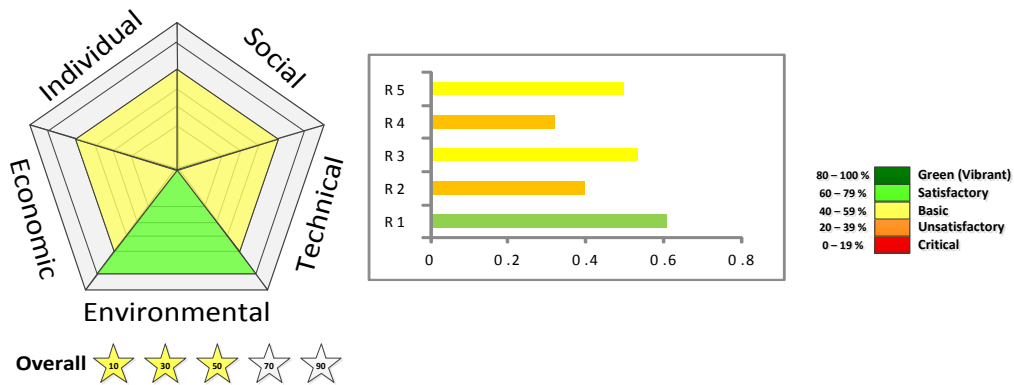 Individual
Social
Economic
Technical
Environmental
Overall 10 30 50 70 90
R 5
R 4
R 3
R 2
R 1
0 0.2 0.4 0.6 0.8
80 – 100 % Green (Vibrant)
60 – 79 % Satisfactory
40 – 59 % Basic
20 – 39 % Unsatisfactory
0 – 19 % Critical